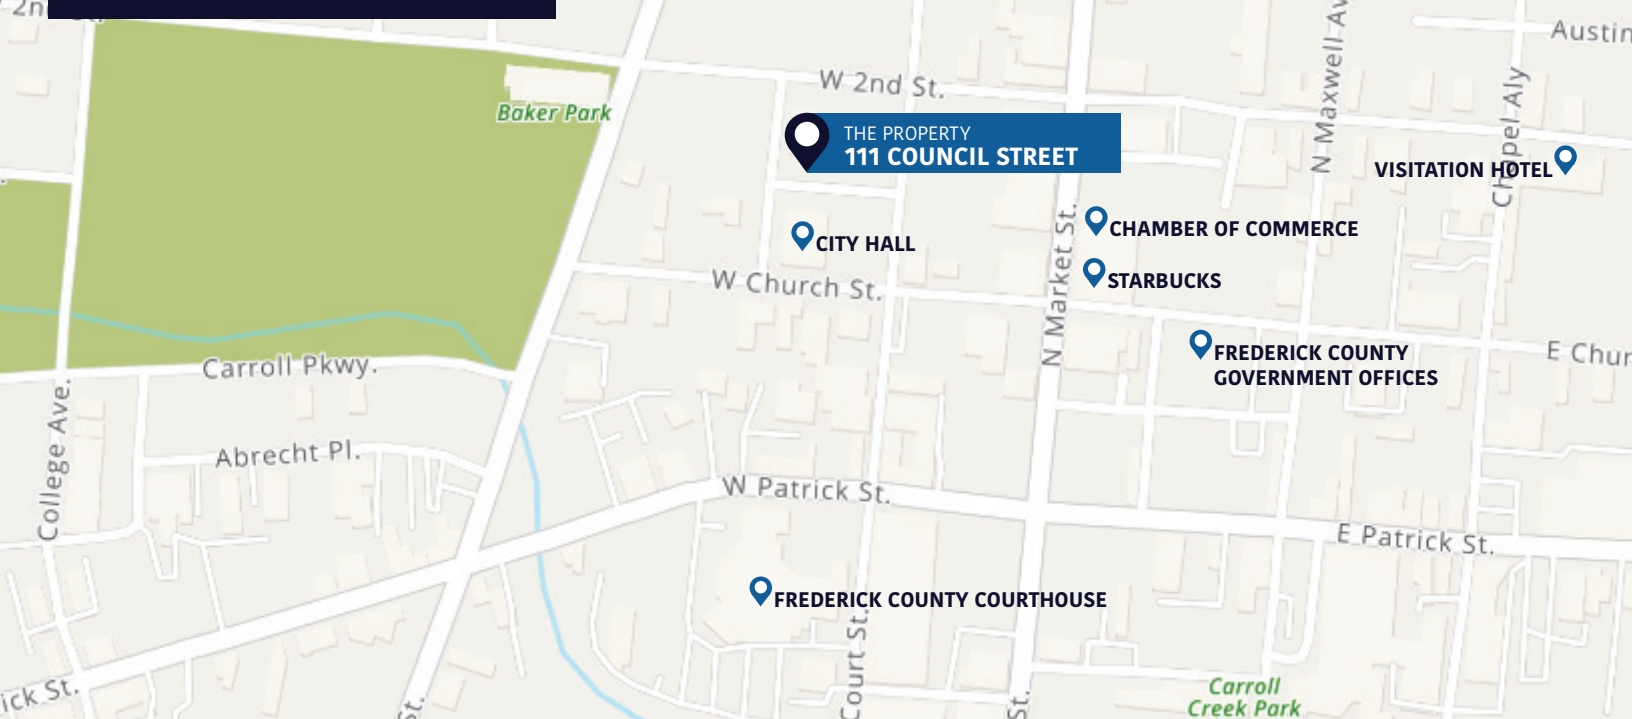 Austin
W 2nd St.
Baker Park
N Maxwell Av
THE PROPERTY
111 COUNCIL STREET
Chapel Aly
VISITATION HOTEL
CHAMBER OF COMMERCE
CITY HALL
STARBUCKS
W Church St.
N Market St.
FREDERICK COUNTY
GOVERNMENT OFFICES
E Chur
Carroll Pkwy.
College Ave.
Abrecht Pl.
W Patrick St.
E Patrick St.
FREDERICK COUNTY COURTHOUSE
Court St.
ick St.
St.
St.
Carroll
Creek Park